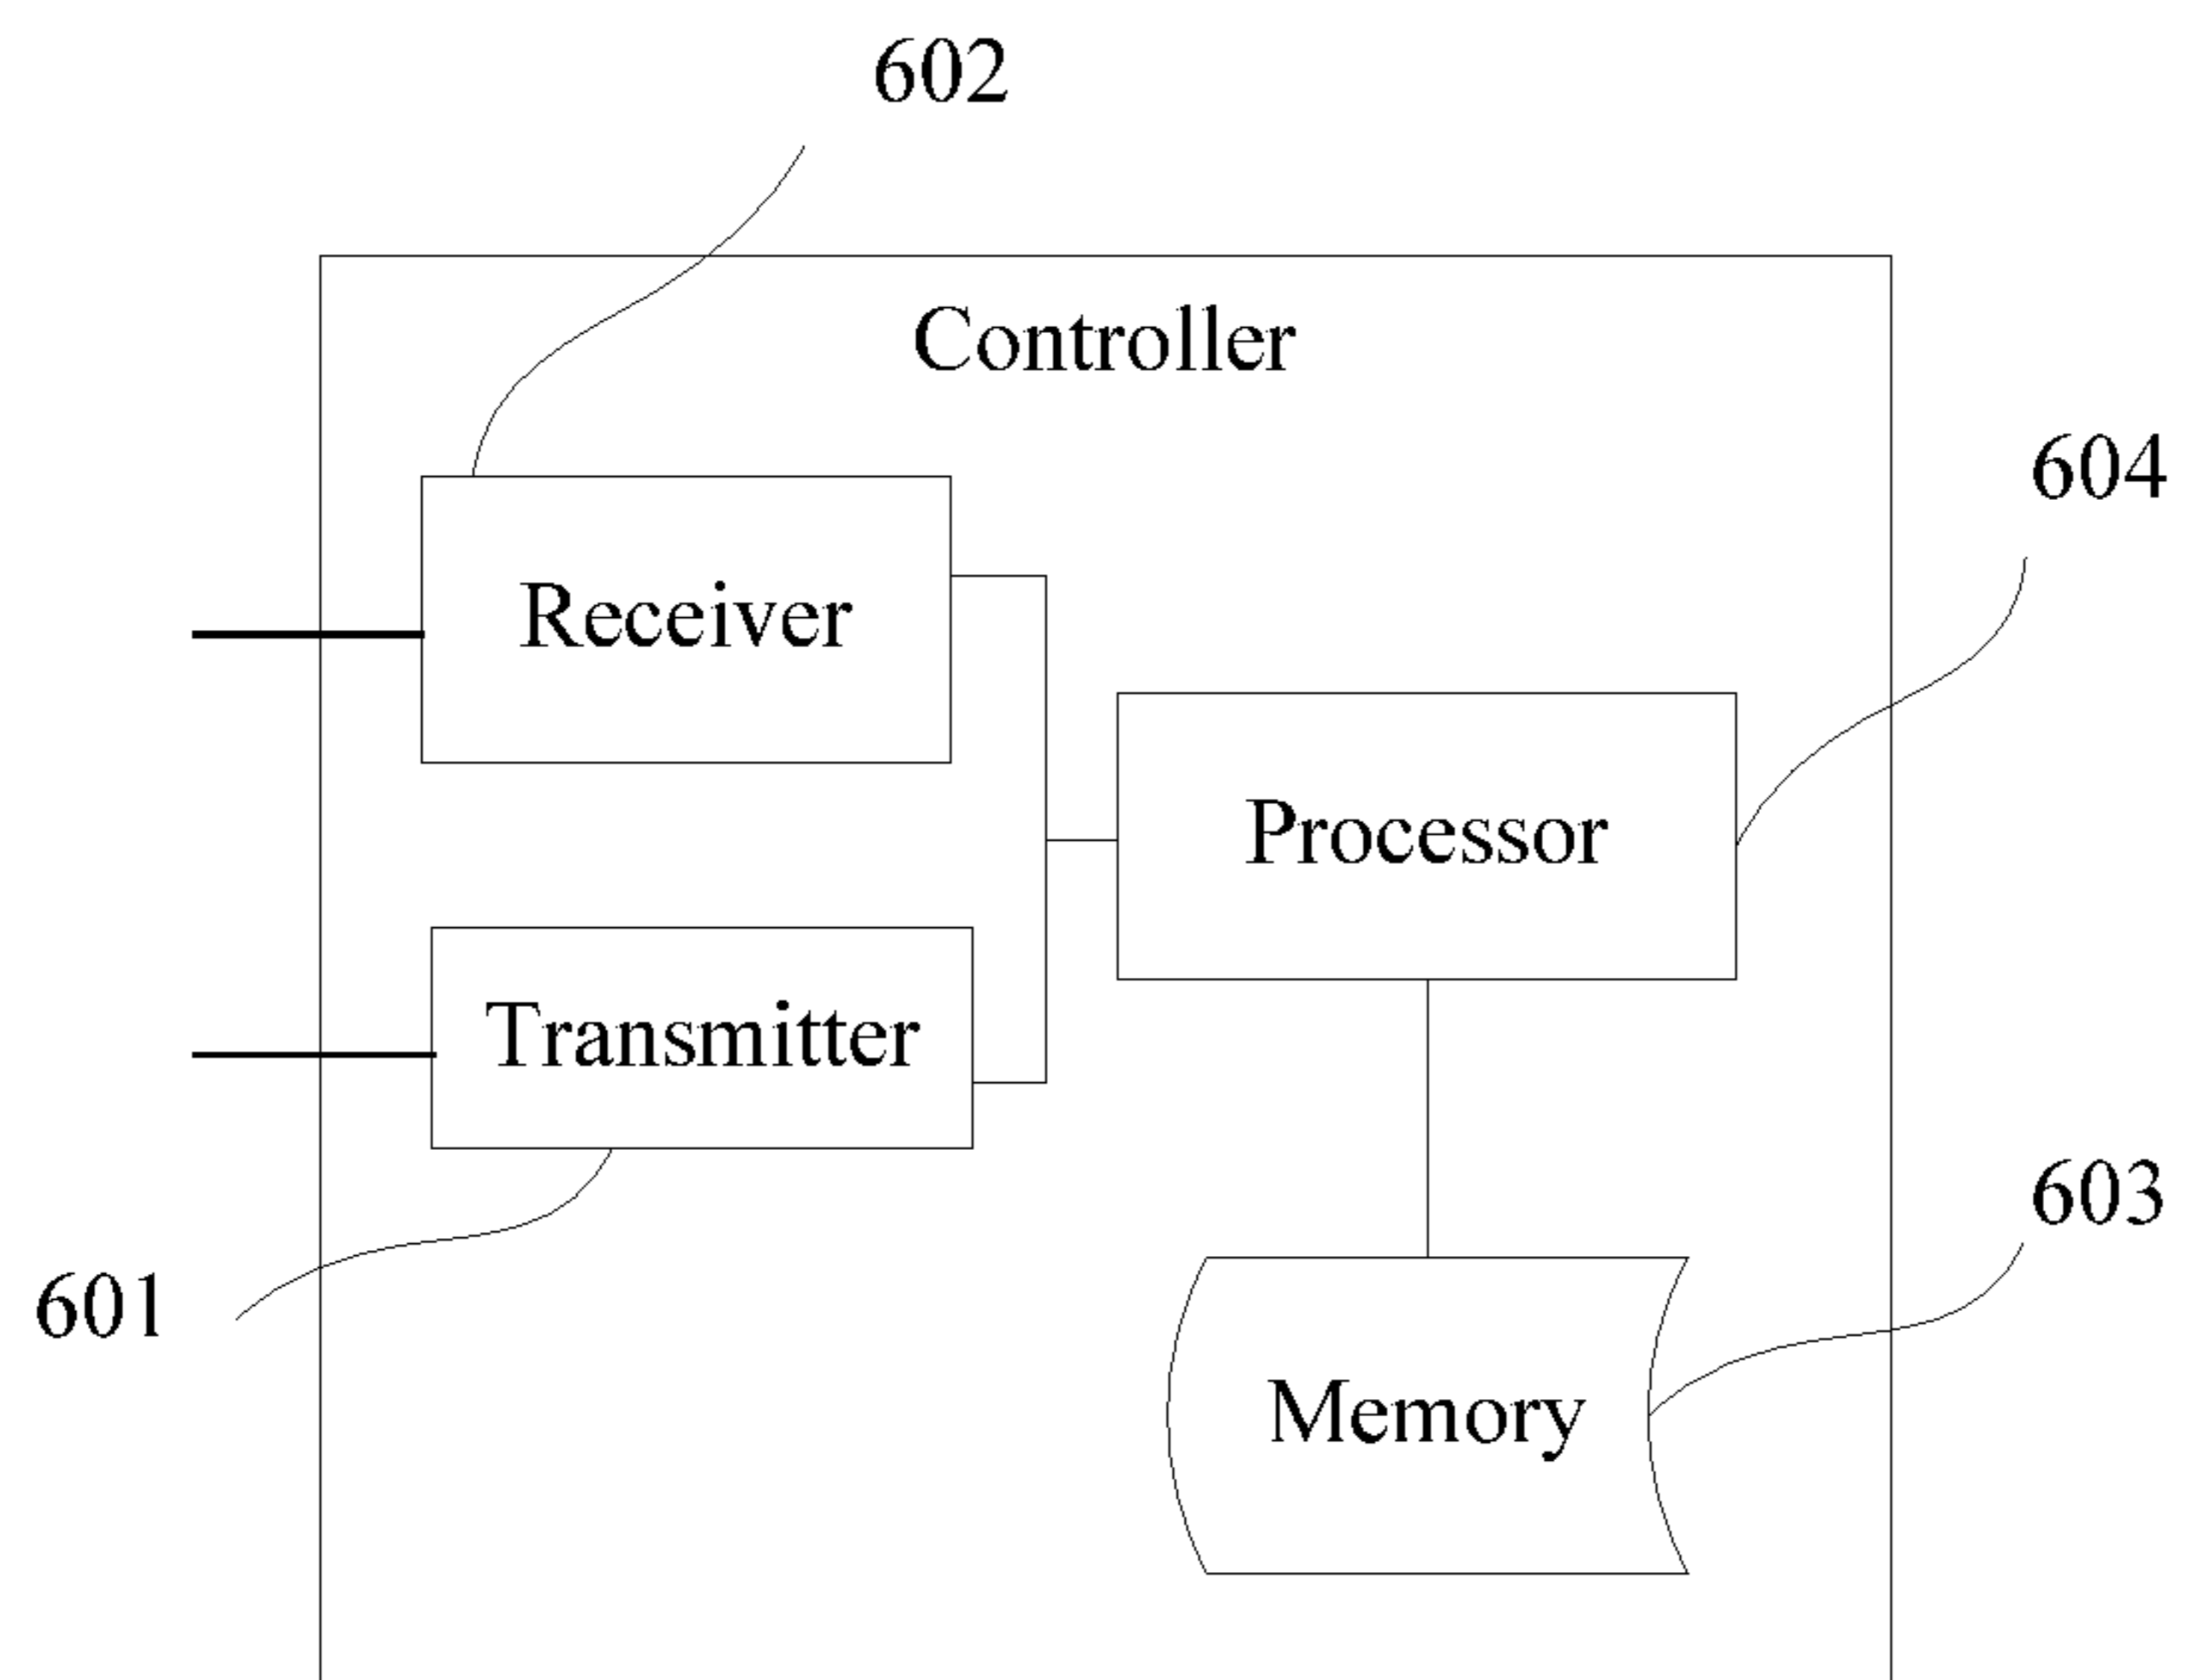 602
Controller
604
Receiver
Processor
Transmitter
603
601
Memory